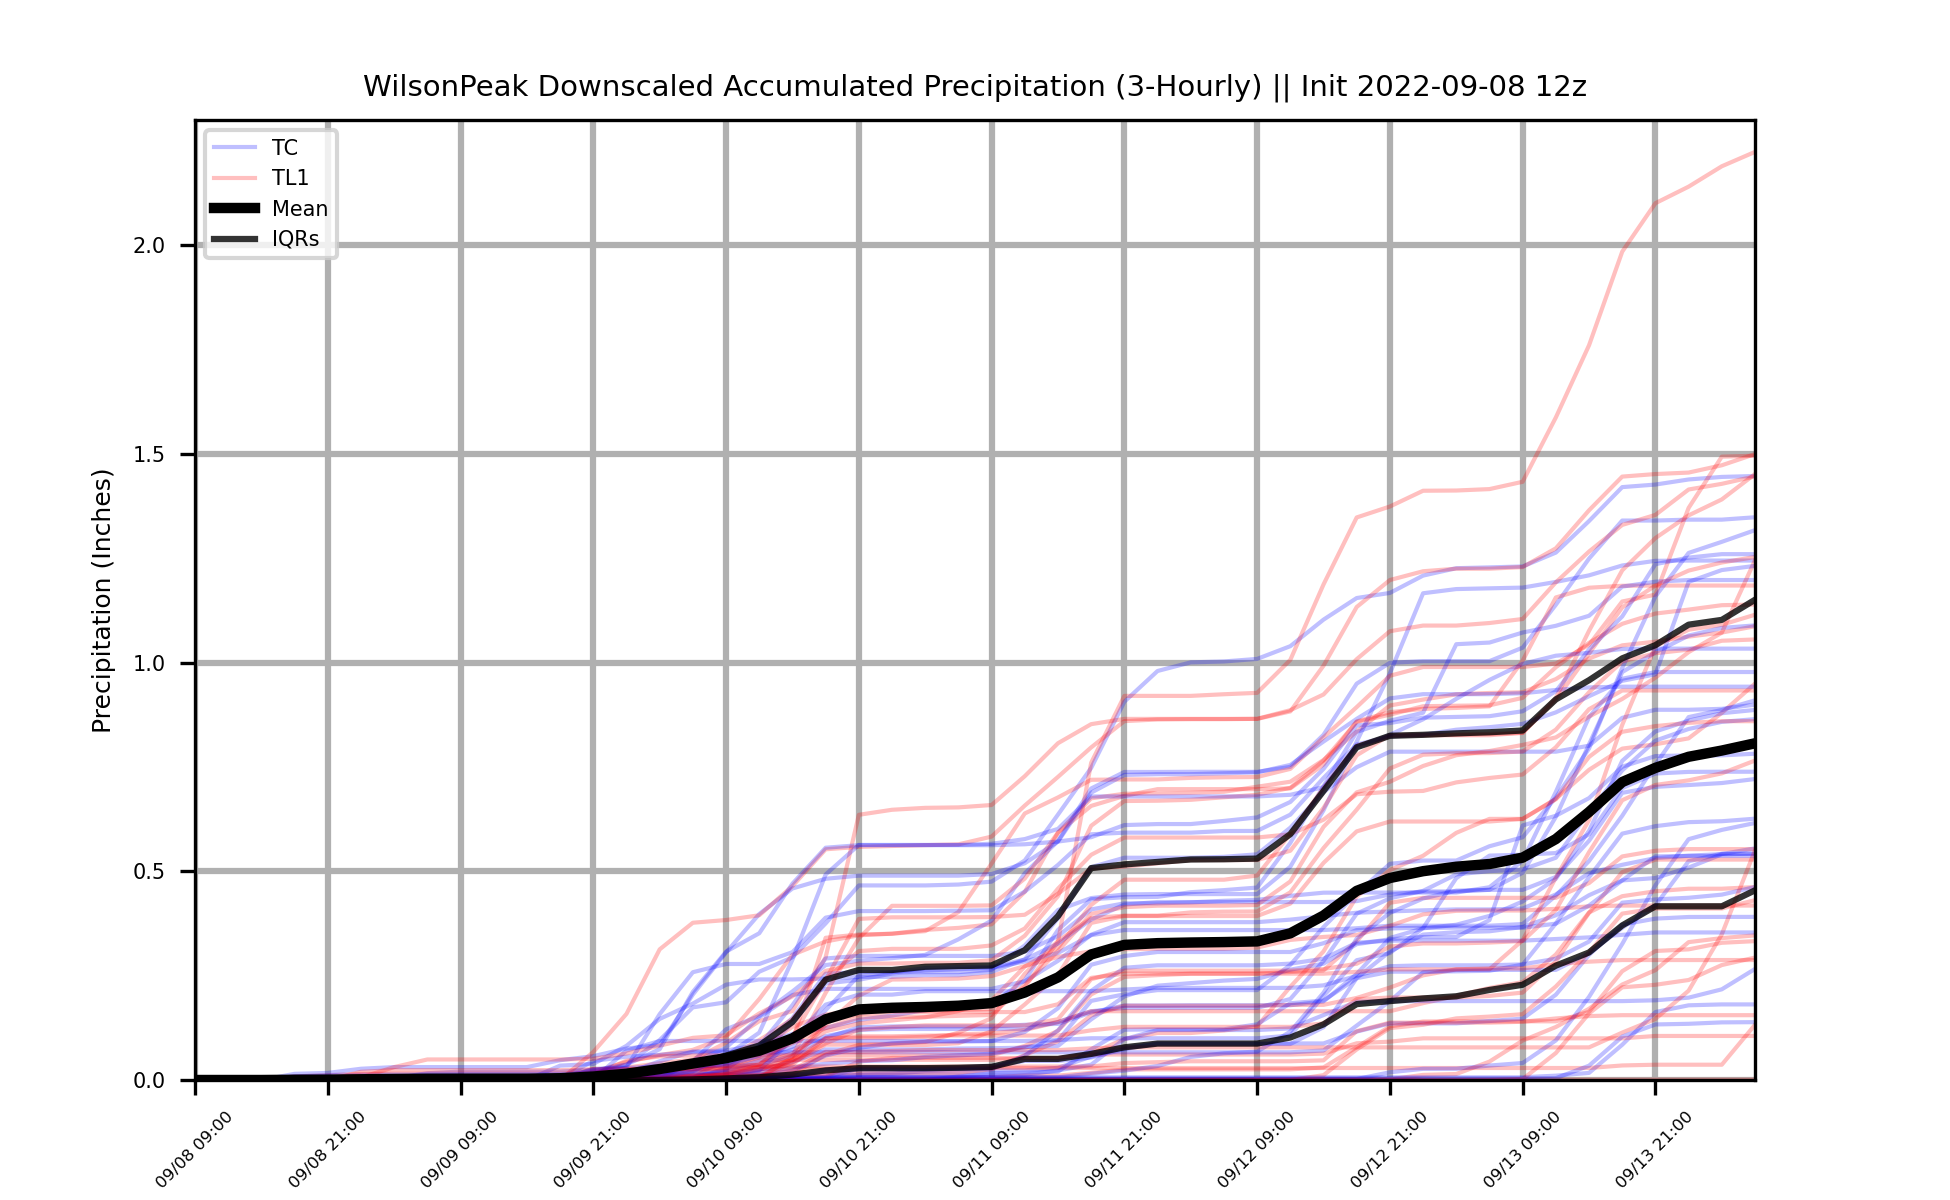 WilsonPeak Downscaled Accumulated Precipitation (3-Hourly) || Init 2022-09-08 12z
TC
TL1
Mean
IQRs
Precipitation (Inches)
2.0
1.5
1.0
0.5
0.0
09/08 09:00
09/08 21:00
09/09 09:00
09/09 21:00
09/10 09:00
09/10 21:00
09/11 09:00
09/11 21:00
09/12 09:00
09/12 21:00
09/13 09:00
09/13 21:00